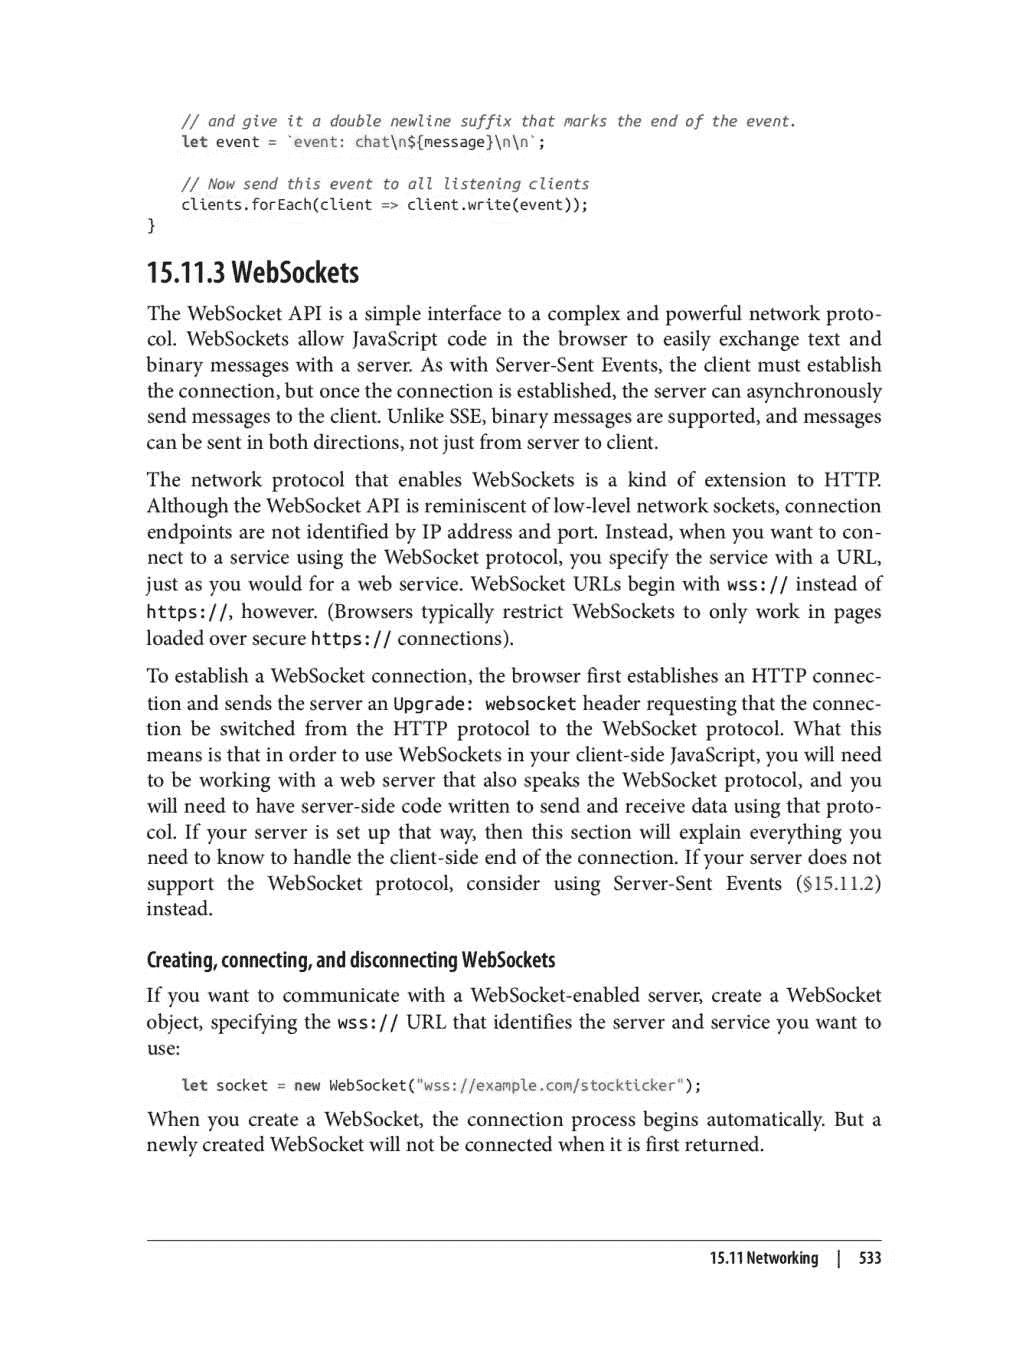 // and give it a double newline suffix that marks the end of the event.
let event = `event: chat\n${message}\n\n`;
// Now send this event to all listening clients
clients.forEach(client => client.write(event));
}
15.11.3 WebSockets
The WebSocket API is a simple interface to a complex and powerful network proto-
col. WebSockets allow JavaScript code in the browser to easily exchange text and
binary messages with a server. As with Server-Sent Events, the client must establish
the connection, but once the connection is established, the server can asynchronously
send messages to the client. Unlike SSE, binary messages are supported, and messages
can be sent in both directions, not just from server to client.
The network protocol that enables WebSockets is a kind of extension to HTTP.
Although the WebSocket API is reminiscent of low-level network sockets, connection
endpoints are not identified by IP address and port. Instead, when you want to con-
nect to a service using the WebSocket protocol, you specify the service with a URL,
just as you would for a web service. WebSocket URLs begin with wss:// instead of
https://, however. (Browsers typically restrict WebSockets to only work in pages
loaded over secure https:// connections).
To establish a WebSocket connection, the browser first establishes an HTTP connec-
tion and sends the server an Upgrade: websocket header requesting that the connec-
tion be switched from the HTTP protocol to the WebSocket protocol. What this
means is that in order to use WebSockets in your client-side JavaScript, you will need
to be working with a web server that also speaks the WebSocket protocol, and you
will need to have server-side code written to send and receive data using that proto-
col. If your server is set up that way, then this section will explain everything you
need to know to handle the client-side end of the connection. If your server does not
support the WebSocket protocol, consider using Server-Sent Events (§15.11.2)
instead.
Creating, connecting, and disconnecting WebSockets
If you want to communicate with a WebSocket-enabled server, create a WebSocket
object, specifying the wss:// URL that identifies the server and service you want to
use:
let socket = new WebSocket("wss://example.com/stockticker");
When you create a WebSocket, the connection process begins automatically. But a
newly created WebSocket will not be connected when it is first returned.
15.11 Networking | 533